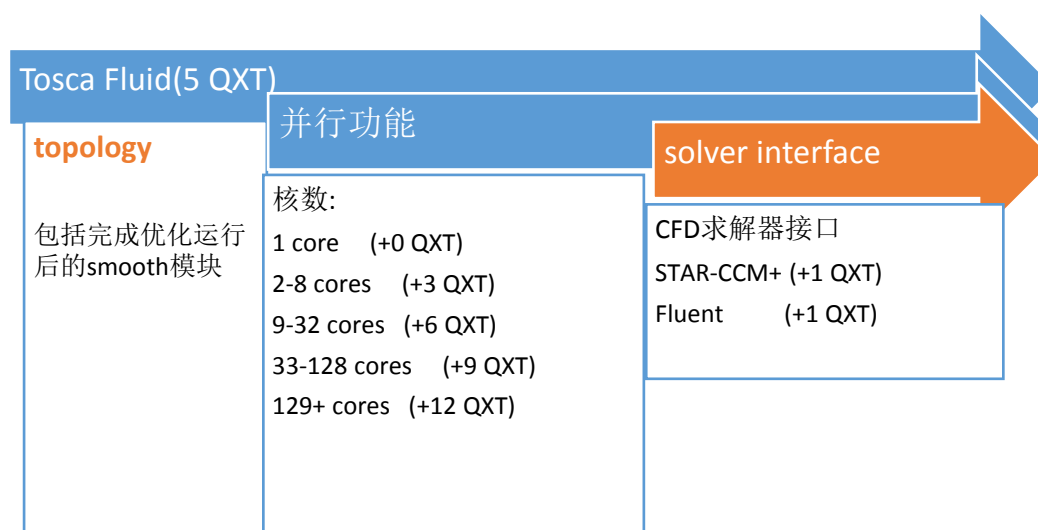 Tosca Fluid(5 QXT)
topology
包括完成优化运行
后的smooth模块
并行功能
核数:
1 core (+0 QXT)
2-8 cores (+3 QXT)
9-32 cores (+6 QXT)
33-128 cores (+9 QXT)
129+ cores (+12 QXT)
solver interface
CFD求解器接口
STAR-CCM+ (+1 QXT)
Fluent (+1 QXT)